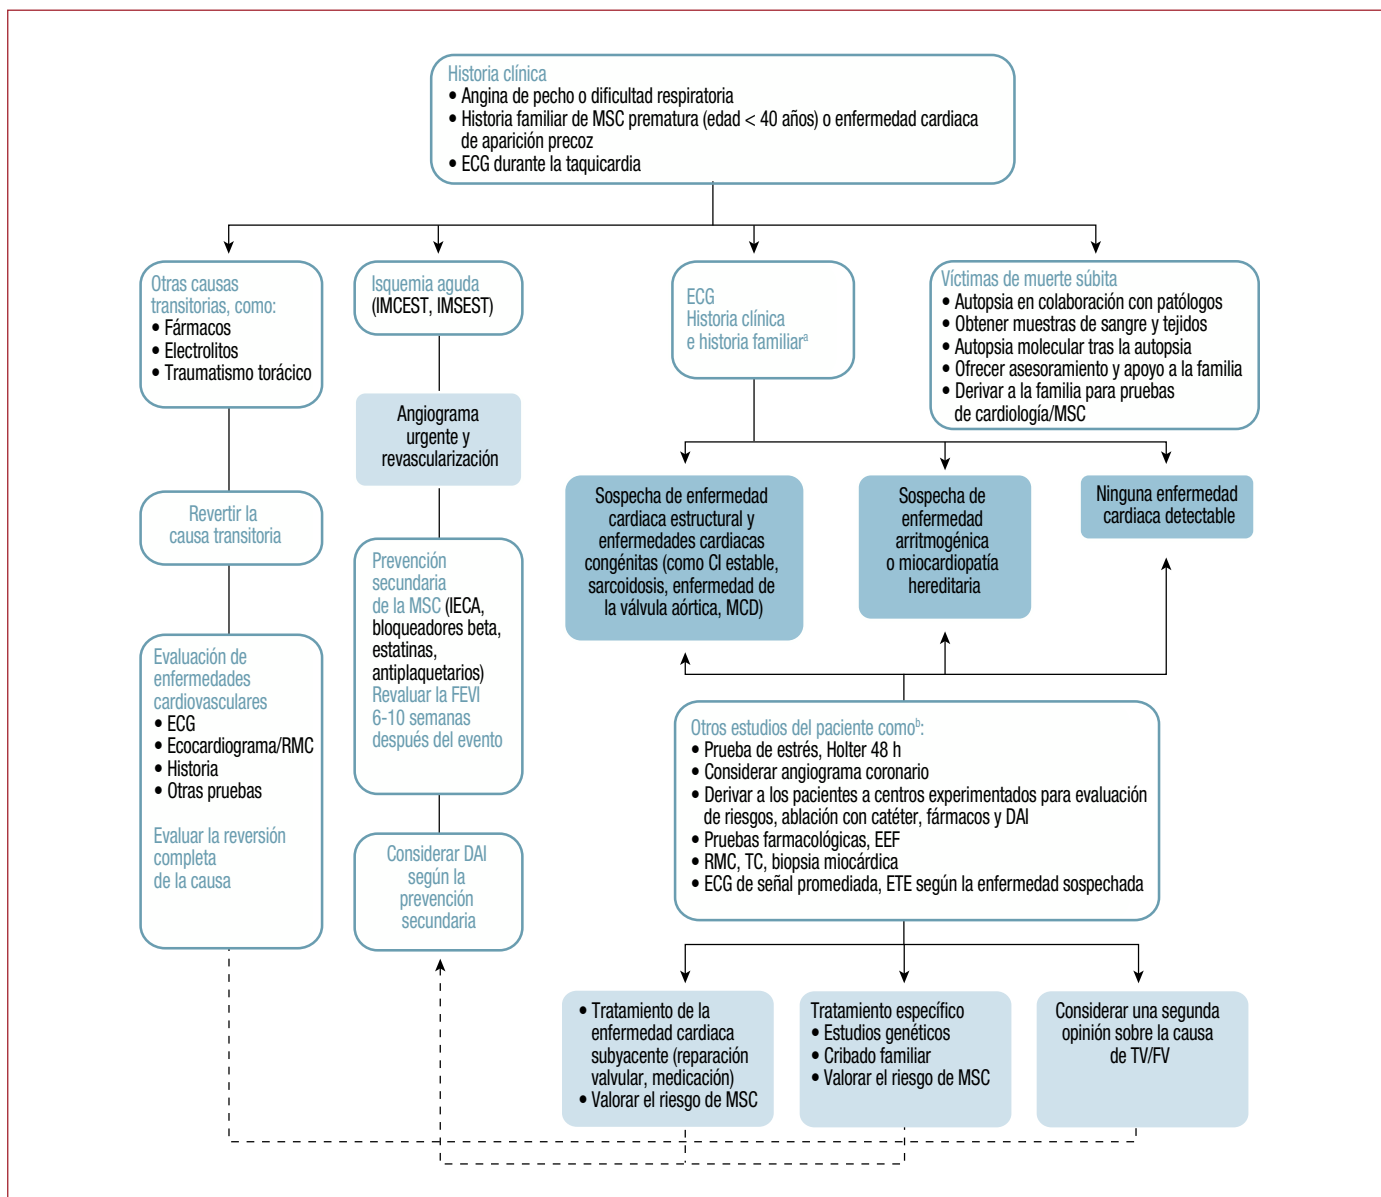 Historia clínica
• Angina de pecho o dificultad respiratoria
• Historia familiar de MSC prematura (edad < 40 años) o enfermedad cardiaca
de aparición precoz
• ECG durante la taquicardia
Otras causas
transitorias, como:
• Fármacos
• Electrolitos
• Traumatismo torácico
Revertir la
causa transitoria
Evaluación de
enfermedades
cardiovasculares
• ECG
• Ecocardiograma/RMC
• Historia
• Otras pruebas
Evaluar la reversión
completa
de la causa
Isquemia aguda
(IMCEST, IMSEST)
Angiograma
urgente y
revascularización
Prevención
secundaria
de la MSC (IECA,
bloqueadores beta,
estatinas,
antiplaquetarios)
Revaluar la FEVI
6-10 semanas
después del evento
Considerar DAI
según la
prevención
secundaria
ECG
Historia clínica
e historia familiarᵃ
Víctimas de muerte súbita
• Autopsia en colaboración con patólogos
• Obtener muestras de sangre y tejidos
• Autopsia molecular tras la autopsia
• Ofrecer asesoramiento y apoyo a la familia
• Derivar a la familia para pruebas
de cardiología/MSC
Sospecha de enfermedad
cardiaca estructural y
enfermedades cardiacas
congénitas (como CI estable,
sarcoidosis, enfermedad de
la válvula aórtica, MCD)
Sospecha de
enfermedad
arritmogénica
o miocardiopatía
hereditaria
Ninguna enfermedad
cardiaca detectable
Otros estudios del paciente comoᵇ:
• Prueba de estrés, Holter 48 h
• Considerar angiograma coronario
• Derivar a los pacientes a centros experimentados para evaluación
de riesgos, ablación con catéter, fármacos y DAI
• Pruebas farmacológicas, EEF
• RMC, TC, biopsia miocárdica
• ECG de señal promediada, ETE según la enfermedad sospechada
• Tratamiento de la
enfermedad cardiaca
subyacente (reparación
valvular, medicación)
• Valorar el riesgo de MSC
Tratamiento específico
• Estudios genéticos
• Cribado familiar
• Valorar el riesgo de MSC
Considerar una segunda
opinión sobre la causa
de TV/FV